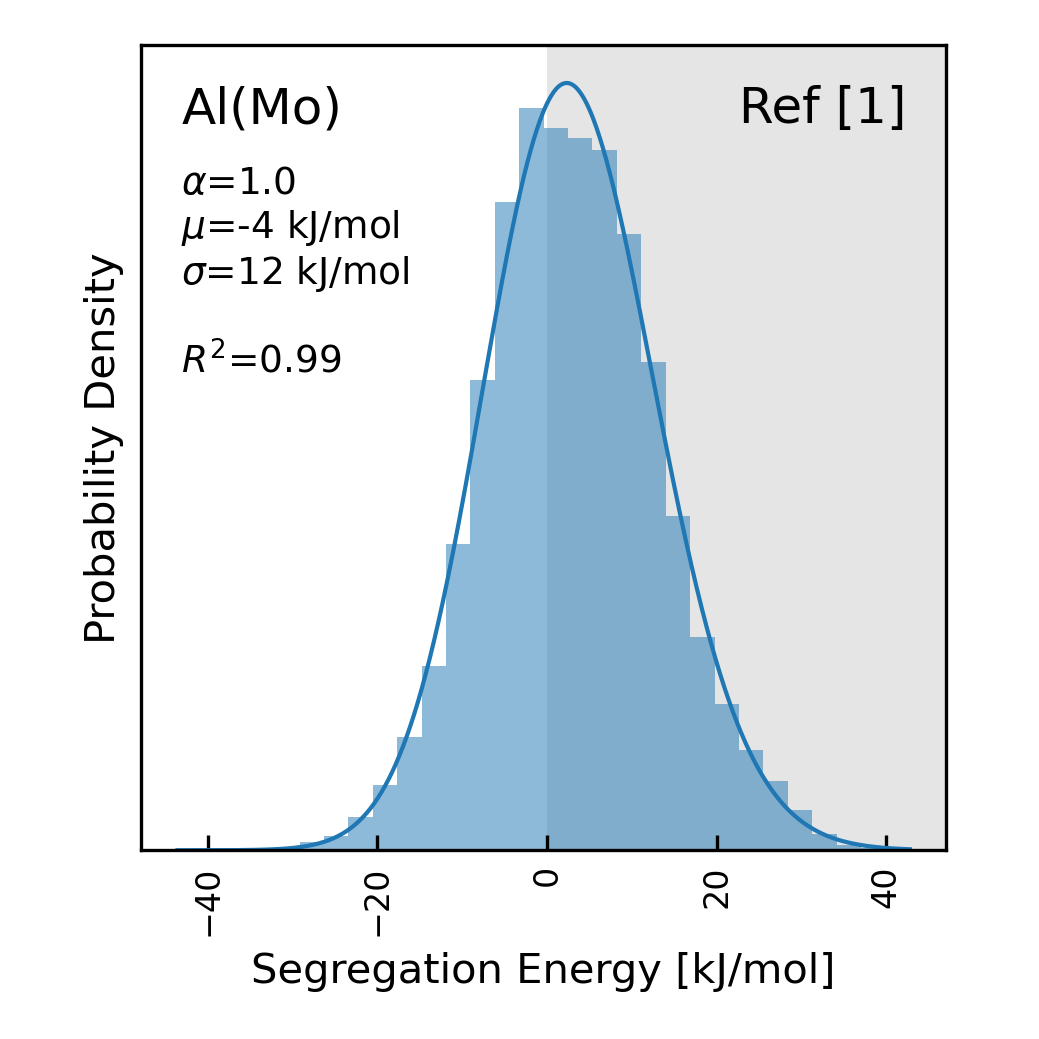 Al(Mo)
Ref [1]
α=1.0
μ=-4 kJ/mol
σ=12 kJ/mol
R²=0.99
Probability Density
−40
−20
0
20
40
Segregation Energy [kJ/mol]